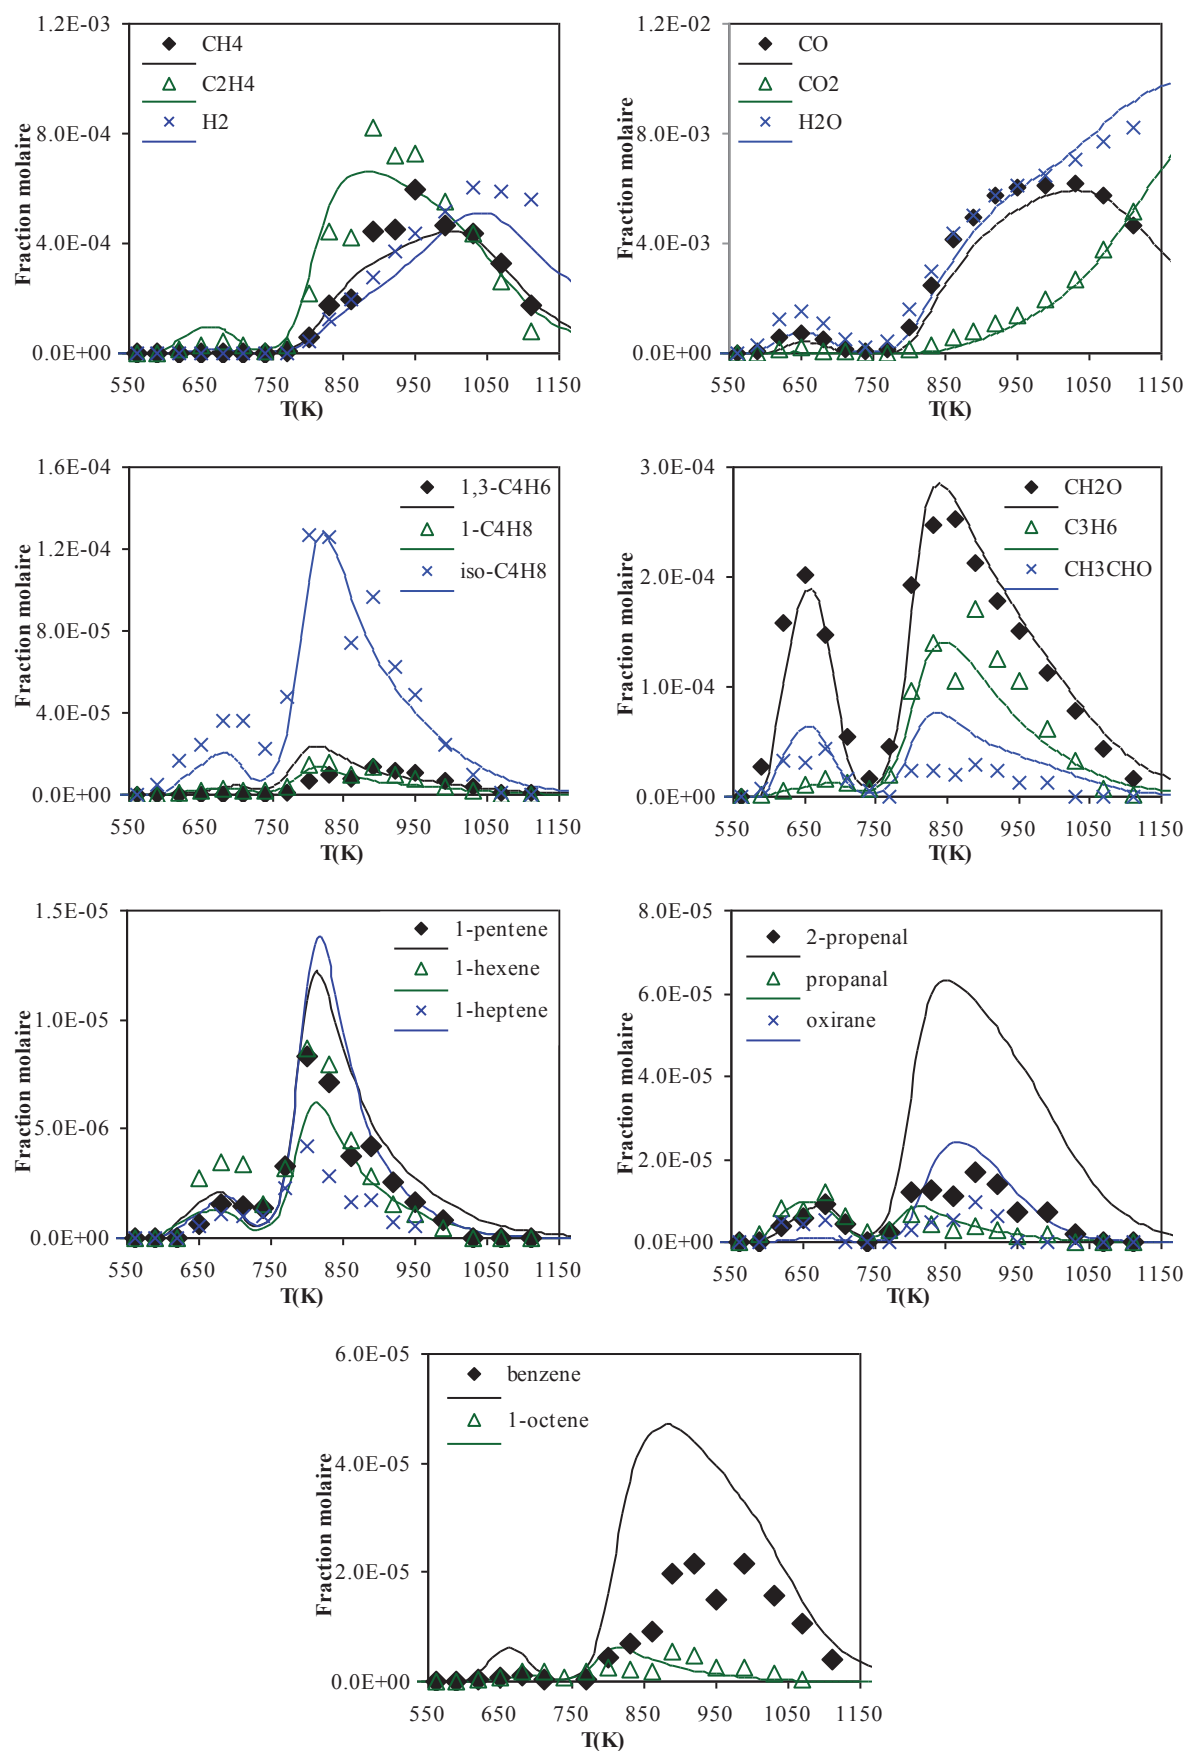 1.2E-03
8.0E-04
4.0E-04
0.0E+00
Fraction molaire
CH4
C2H4
H2
550 650 750 850 950 1050 1150
T(K)
1.2E-02
8.0E-03
4.0E-03
0.0E+00
Fraction molaire
CO
CO2
H2O
550 650 750 850 950 1050 1150
T(K)
1.6E-04
1.2E-04
8.0E-05
4.0E-05
0.0E+00
Fraction molaire
1,3-C4H6
1-C4H8
iso-C4H8
550 650 750 850 950 1050 1150
T(K)
3.0E-04
2.0E-04
1.0E-04
0.0E+00
Fraction molaire
CH2O
C3H6
CH3CHO
550 650 750 850 950 1050 1150
T(K)
1.5E-05
1.0E-05
5.0E-06
0.0E+00
Fraction molaire
1-pentene
1-hexene
1-heptene
550 650 750 850 950 1050 1150
T(K)
8.0E-05
6.0E-05
4.0E-05
2.0E-05
0.0E+00
Fraction molaire
2-propenal
propanal
oxirane
550 650 750 850 950 1050 1150
T(K)
6.0E-05
4.0E-05
2.0E-05
0.0E+00
Fraction molaire
benzene
1-octene
550 650 750 850 950 1050 1150
T(K)